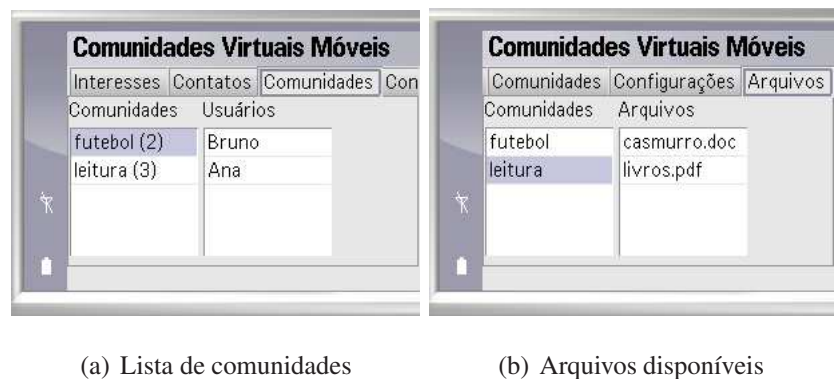 Comunidades Virtuais Móveis
Interesses Contatos Comunidades Con
Comunidades Usuários
futebol (2) Bruno
leitura (3) Ana
(a) Lista de comunidades
Comunidades Virtuais Móveis
Comunidades Configurações Arquivos
Comunidades Arquivos
futebol casmurro.doc
leitura livros.pdf
(b) Arquivos disponíveis